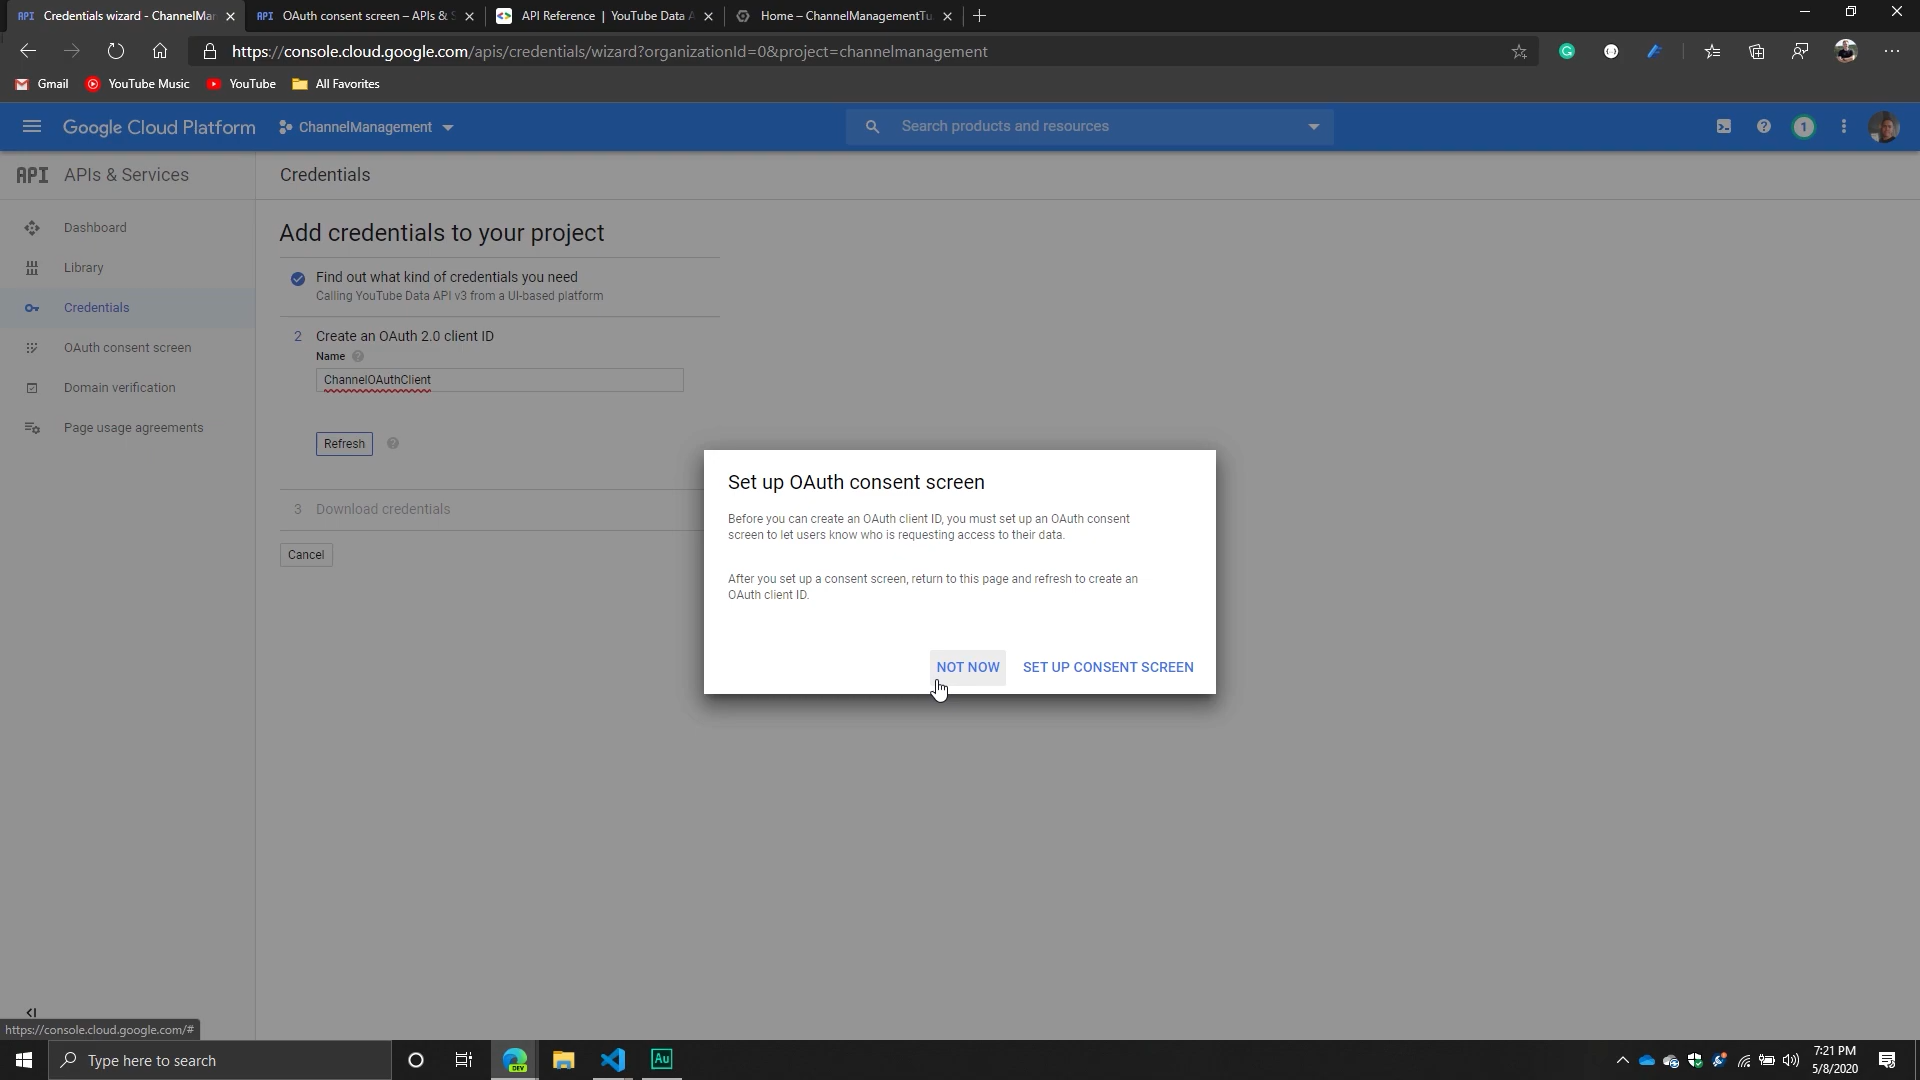 Credentials wizard - ChannelMan
OAuth consent screen – APIs & S
API Reference | YouTube Data A
Home – ChannelManagementTu
https://console.cloud.google.com/apis/credentials/wizard?organizationId=0&project=channelmanagement
Gmail
YouTube Music
YouTube
All Favorites
Google Cloud Platform
ChannelManagement
Search products and resources
1
API APIs & Services
Credentials
Dashboard
Library
Credentials
OAuth consent screen
Domain verification
Page usage agreements
Add credentials to your project
Find out what kind of credentials you need
Calling YouTube Data API v3 from a UI-based platform
2 Create an OAuth 2.0 client ID
Name
ChannelOAuthClient
Refresh
3 Download credentials
Cancel
Set up OAuth consent screen
Before you can create an OAuth client ID, you must set up an OAuth consent
screen to let users know who is requesting access to their data.
After you set up a consent screen, return to this page and refresh to create an
OAuth client ID.
NOT NOW
SET UP CONSENT SCREEN
https://console.cloud.google.com/#
Type here to search
DEV
Au
7:21 PM
5/8/2020